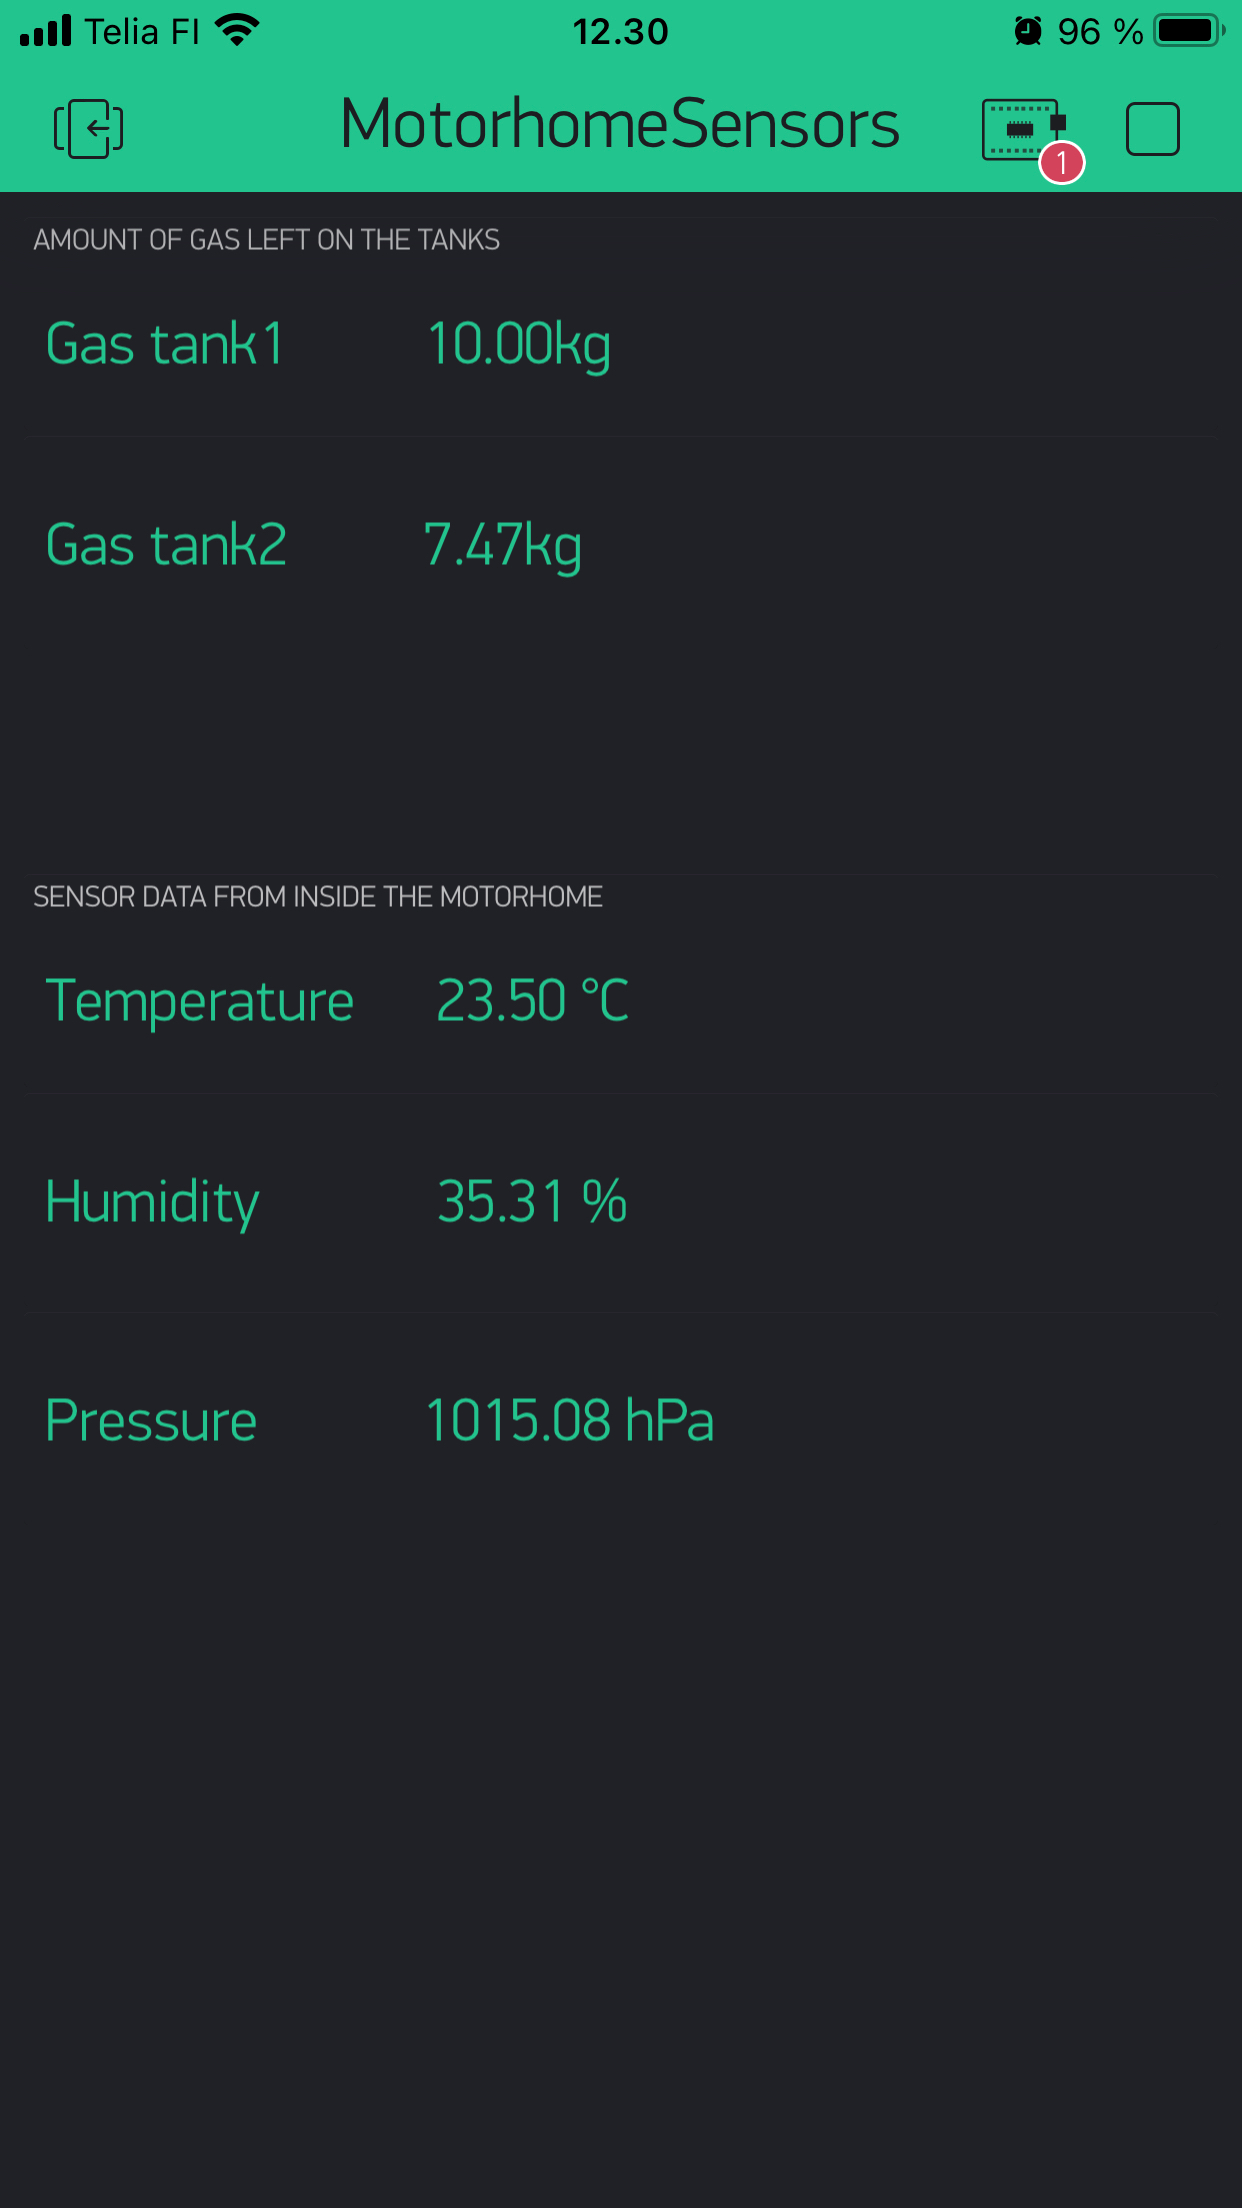 Telia FI 12.30 96 %
MotorhomeSensors
1
AMOUNT OF GAS LEFT ON THE TANKS
Gas tank1 10.00kg
Gas tank2 7.47kg
SENSOR DATA FROM INSIDE THE MOTORHOME
Temperature 23.50 °C
Humidity 35.31 %
Pressure 1015.08 hPa